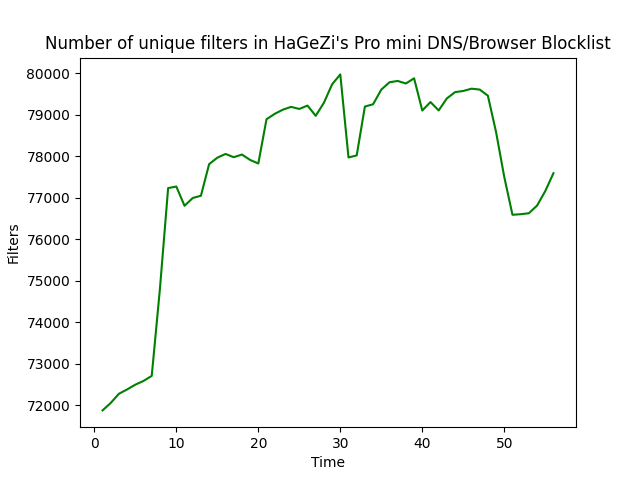 Number of unique filters in HaGeZi's Pro mini DNS/Browser Blocklist
80000
79000
78000
77000
76000
75000
74000
73000
72000
Filters
0 10 20 30 40 50
Time